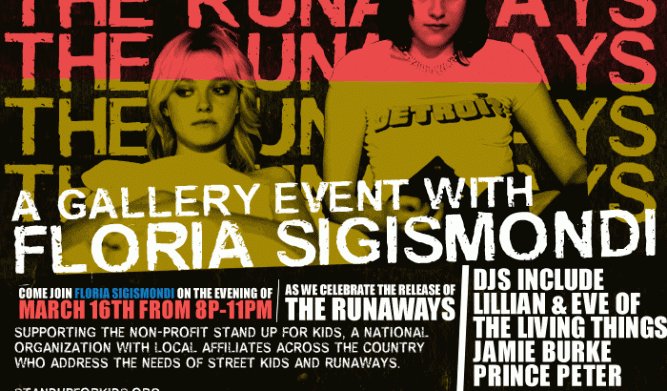 THE RUNAWAYS
THE RUNAWAYS
THE RUNAWAYS
THE RUNAWAYS
DETROIT
A GALLERY EVENT WITH
FLORIA SIGISMONDI
COME JOIN FLORIA SIGISMONDI ON THE EVENING OF
MARCH 16TH FROM 8P-11PM
AS WE CELEBRATE THE RELEASE OF
THE RUNAWAYS
SUPPORTING THE NON-PROFIT STAND UP FOR KIDS, A NATIONAL
ORGANIZATION WITH LOCAL AFFILIATES ACROSS THE COUNTRY
WHO ADDRESS THE NEEDS OF STREET KIDS AND RUNAWAYS.
STANDUPFORKIDS.ORG
DJS INCLUDE
LILLIAN & EVE OF
THE LIVING THINGS
JAMIE BURKE
PRINCE PETER